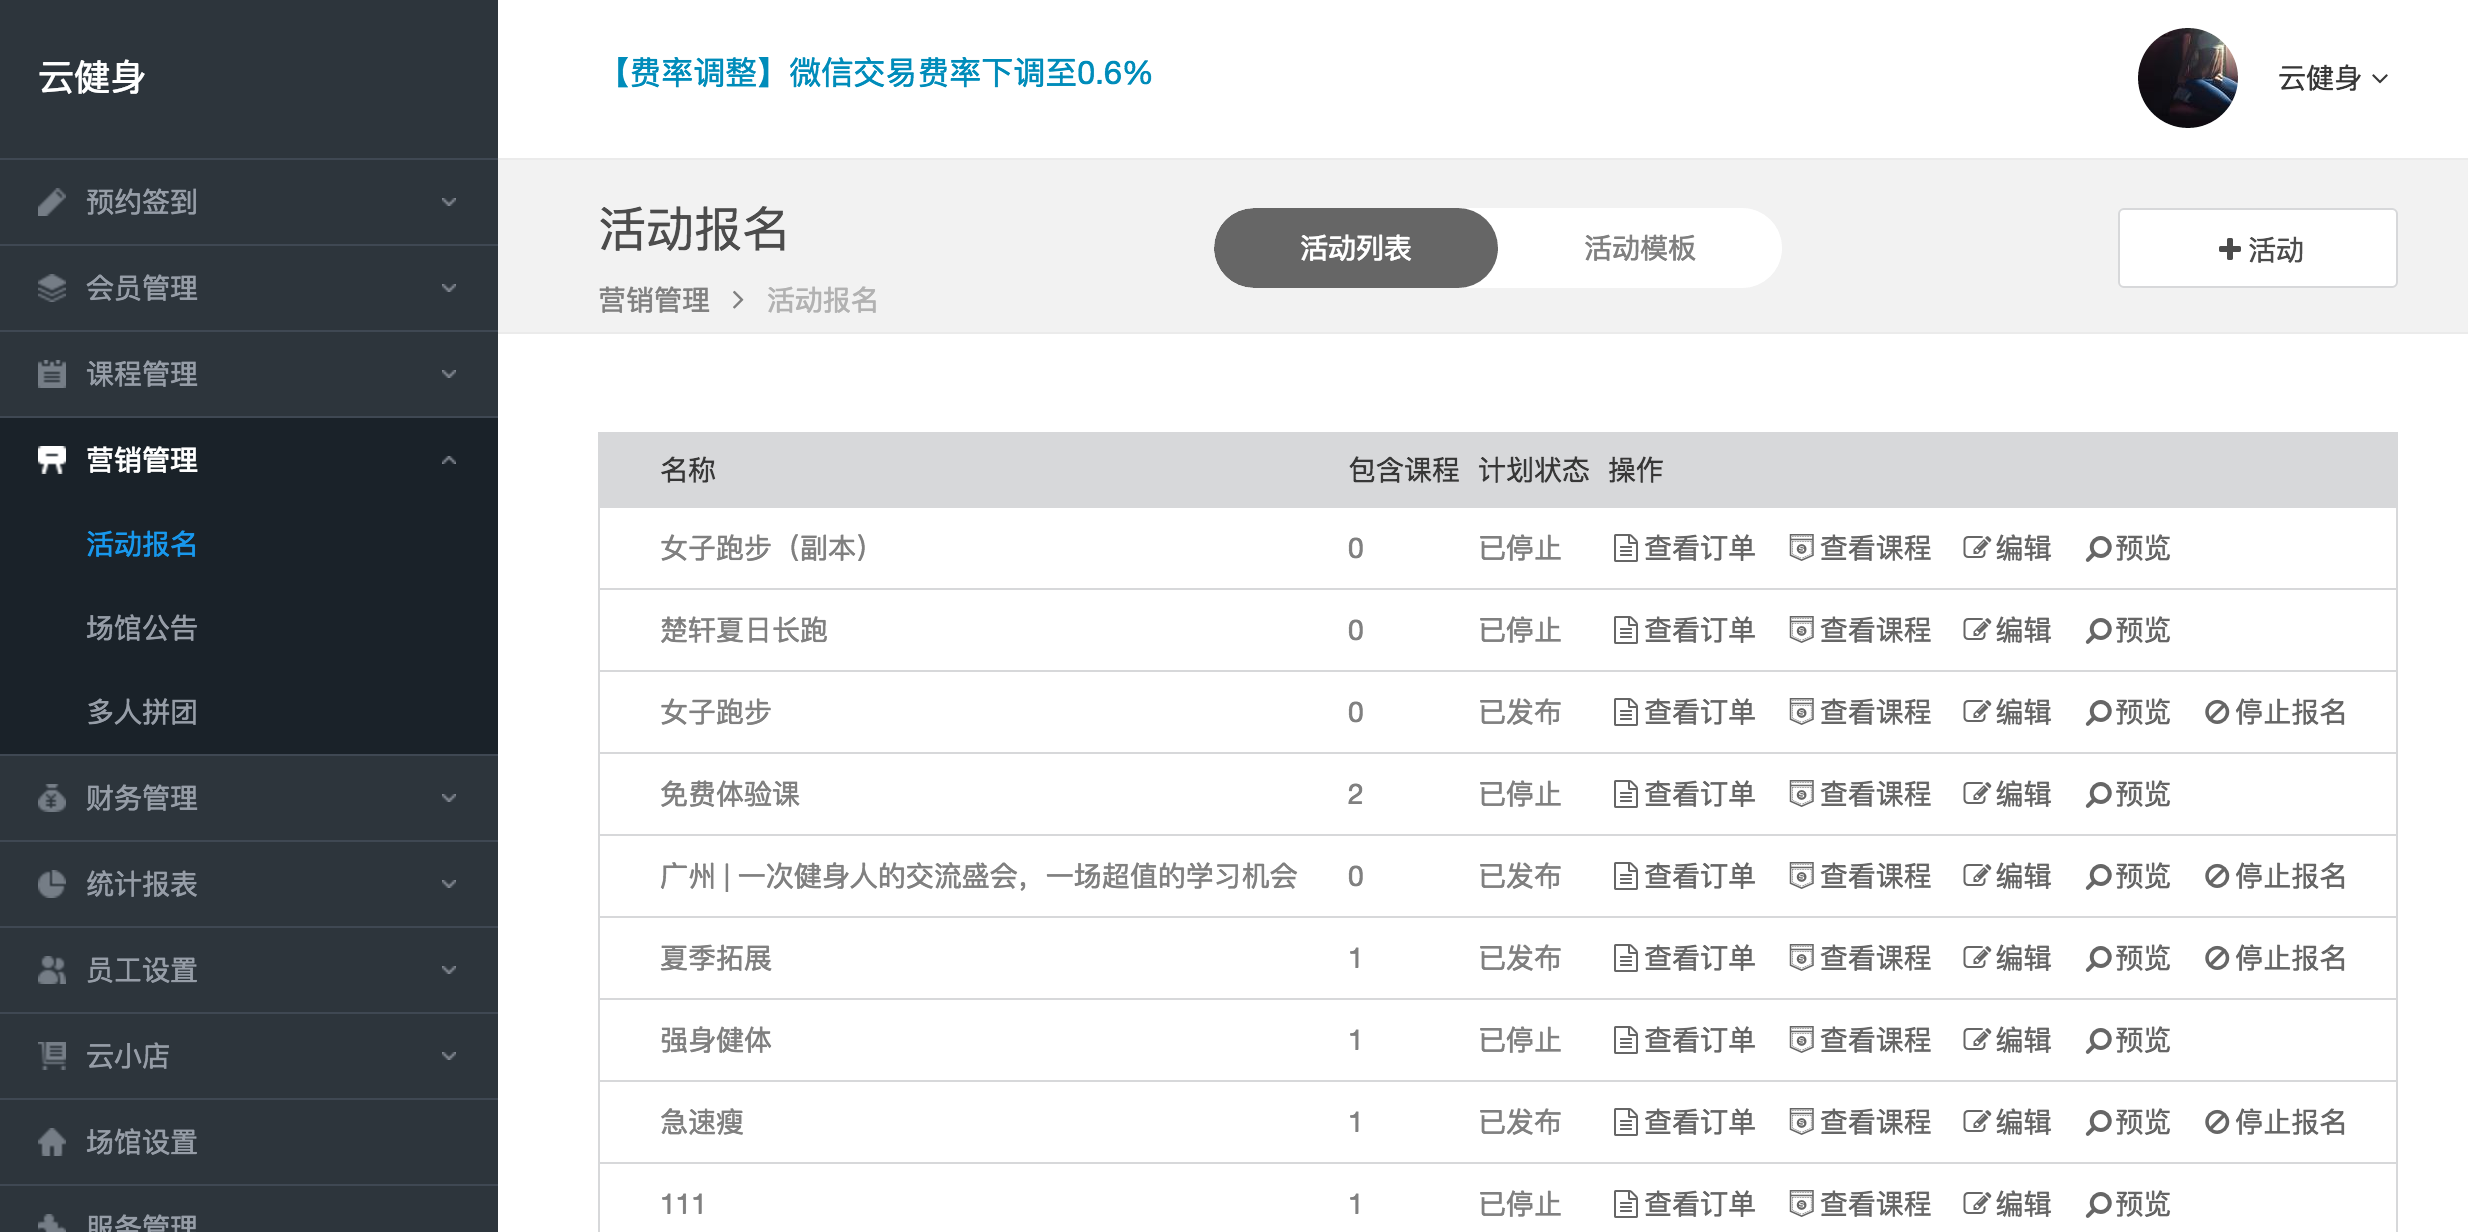 云健身
【费率调整】微信交易费率下调至0.6%
云健身
预约签到
会员管理
课程管理
营销管理
活动报名
场馆公告
多人拼团
财务管理
统计报表
员工设置
云小店
场馆设置
服务管理
活动报名
营销管理 > 活动报名
活动列表 活动模板
+ 活动
名称 包含课程 计划状态 操作
女子跑步（副本） 0 已停止 查看订单 查看课程 编辑 预览
楚轩夏日长跑 0 已停止 查看订单 查看课程 编辑 预览
女子跑步 0 已发布 查看订单 查看课程 编辑 预览 停止报名
免费体验课 2 已停止 查看订单 查看课程 编辑 预览
广州 | 一次健身人的交流盛会，一场超值的学习机会 0 已发布 查看订单 查看课程 编辑 预览 停止报名
夏季拓展 1 已发布 查看订单 查看课程 编辑 预览 停止报名
强身健体 1 已停止 查看订单 查看课程 编辑 预览
急速瘦 1 已发布 查看订单 查看课程 编辑 预览 停止报名
111 1 已停止 查看订单 查看课程 编辑 预览